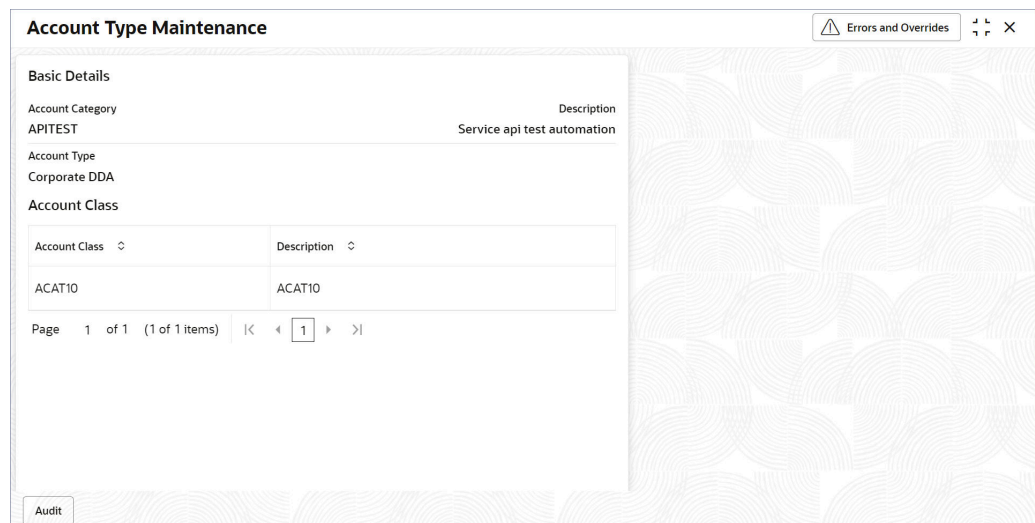 Account Type Maintenance
Errors and Overrides
Basic Details
Account Category Description
APITEST Service api test automation
Account Type
Corporate DDA
Account Class
Account Class Description
ACAT10 ACAT10
Page 1 of 1 (1 of 1 items) 1
Audit